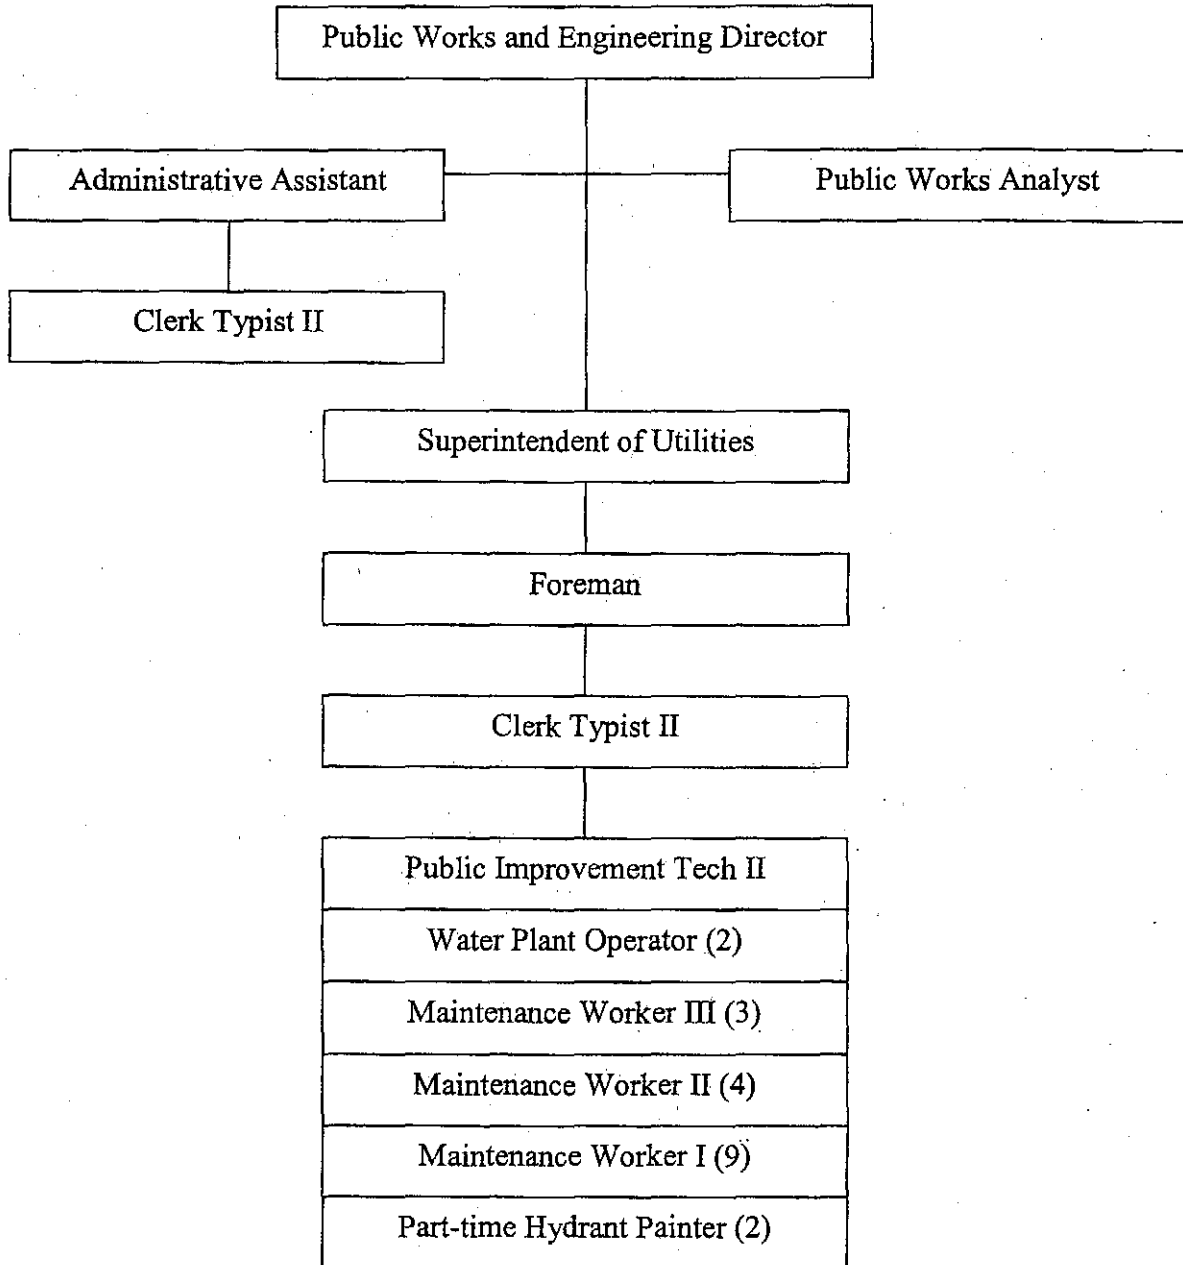 Public Works and Engineering Director
Administrative Assistant
Public Works Analyst
Clerk Typist II
Superintendent of Utilities
Foreman
Clerk Typist II
Public Improvement Tech II
Water Plant Operator (2)
Maintenance Worker III (3)
Maintenance Worker II (4)
Maintenance Worker I (9)
Part-time Hydrant Painter (2)